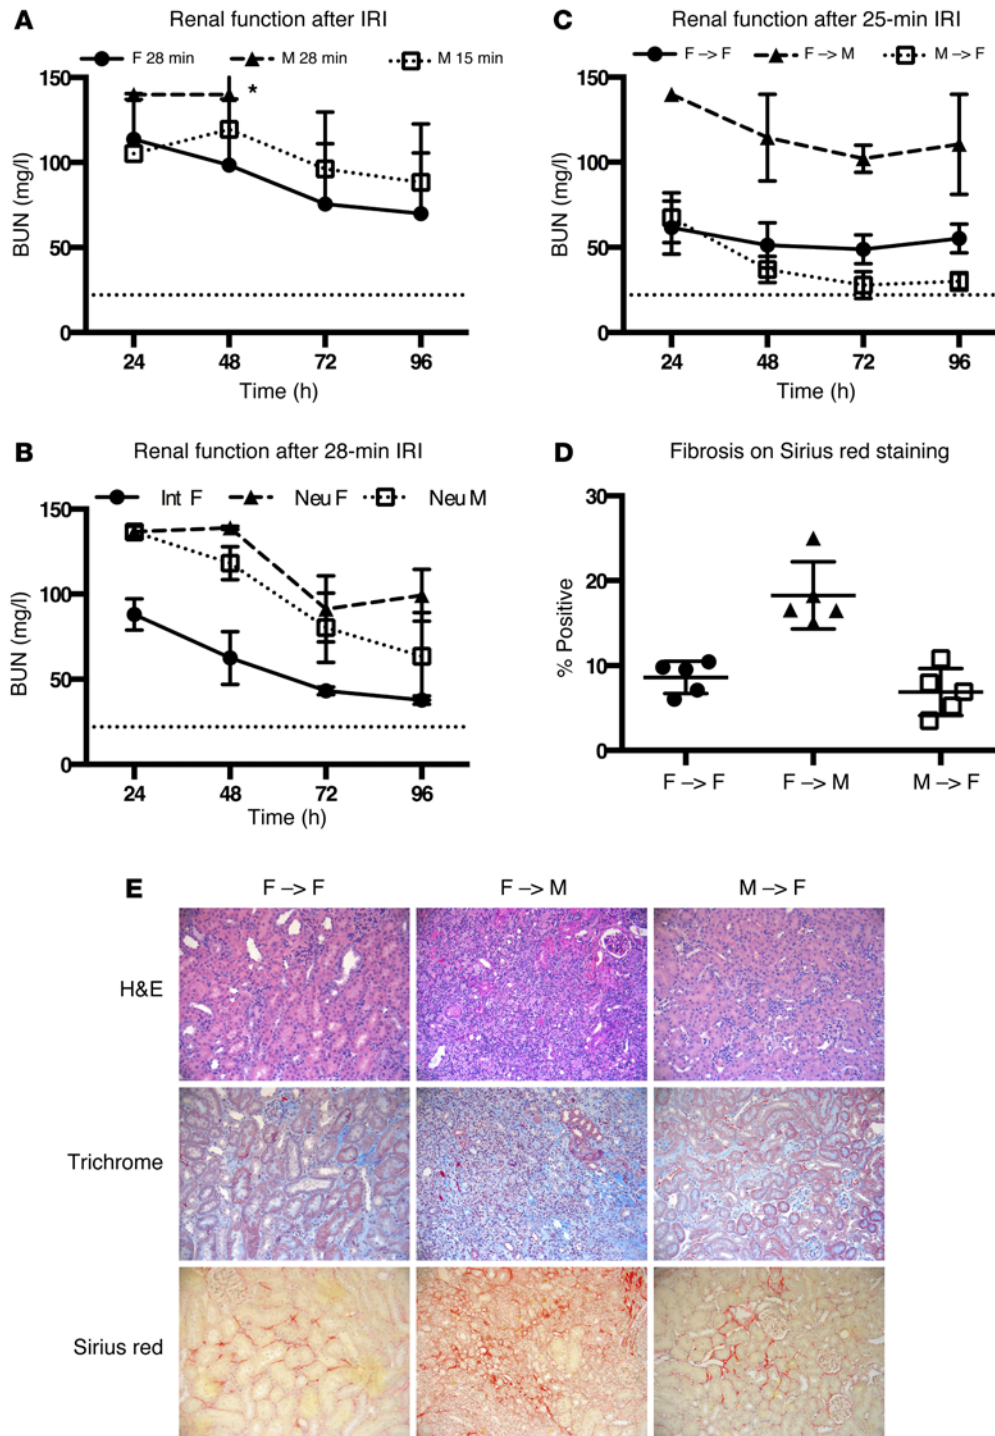 A Renal function after IRI
F 28 min M 28 min M 15 min
150
100
50
0
BUN (mg/l)
*
24 48 72 96
Time (h)
B Renal function after 28-min IRI
Int F Neu F Neu M
150
100
50
0
BUN (mg/l)
24 48 72 96
Time (h)
C Renal function after 25-min IRI
F –> F F –> M M –> F
150
100
50
0
BUN (mg/l)
24 48 72 96
Time (h)
D Fibrosis on Sirius red staining
30
20
10
0
% Positive
F –> F F –> M M –> F
E F –> F F –> M M –> F
H&E
Trichrome
Sirius red